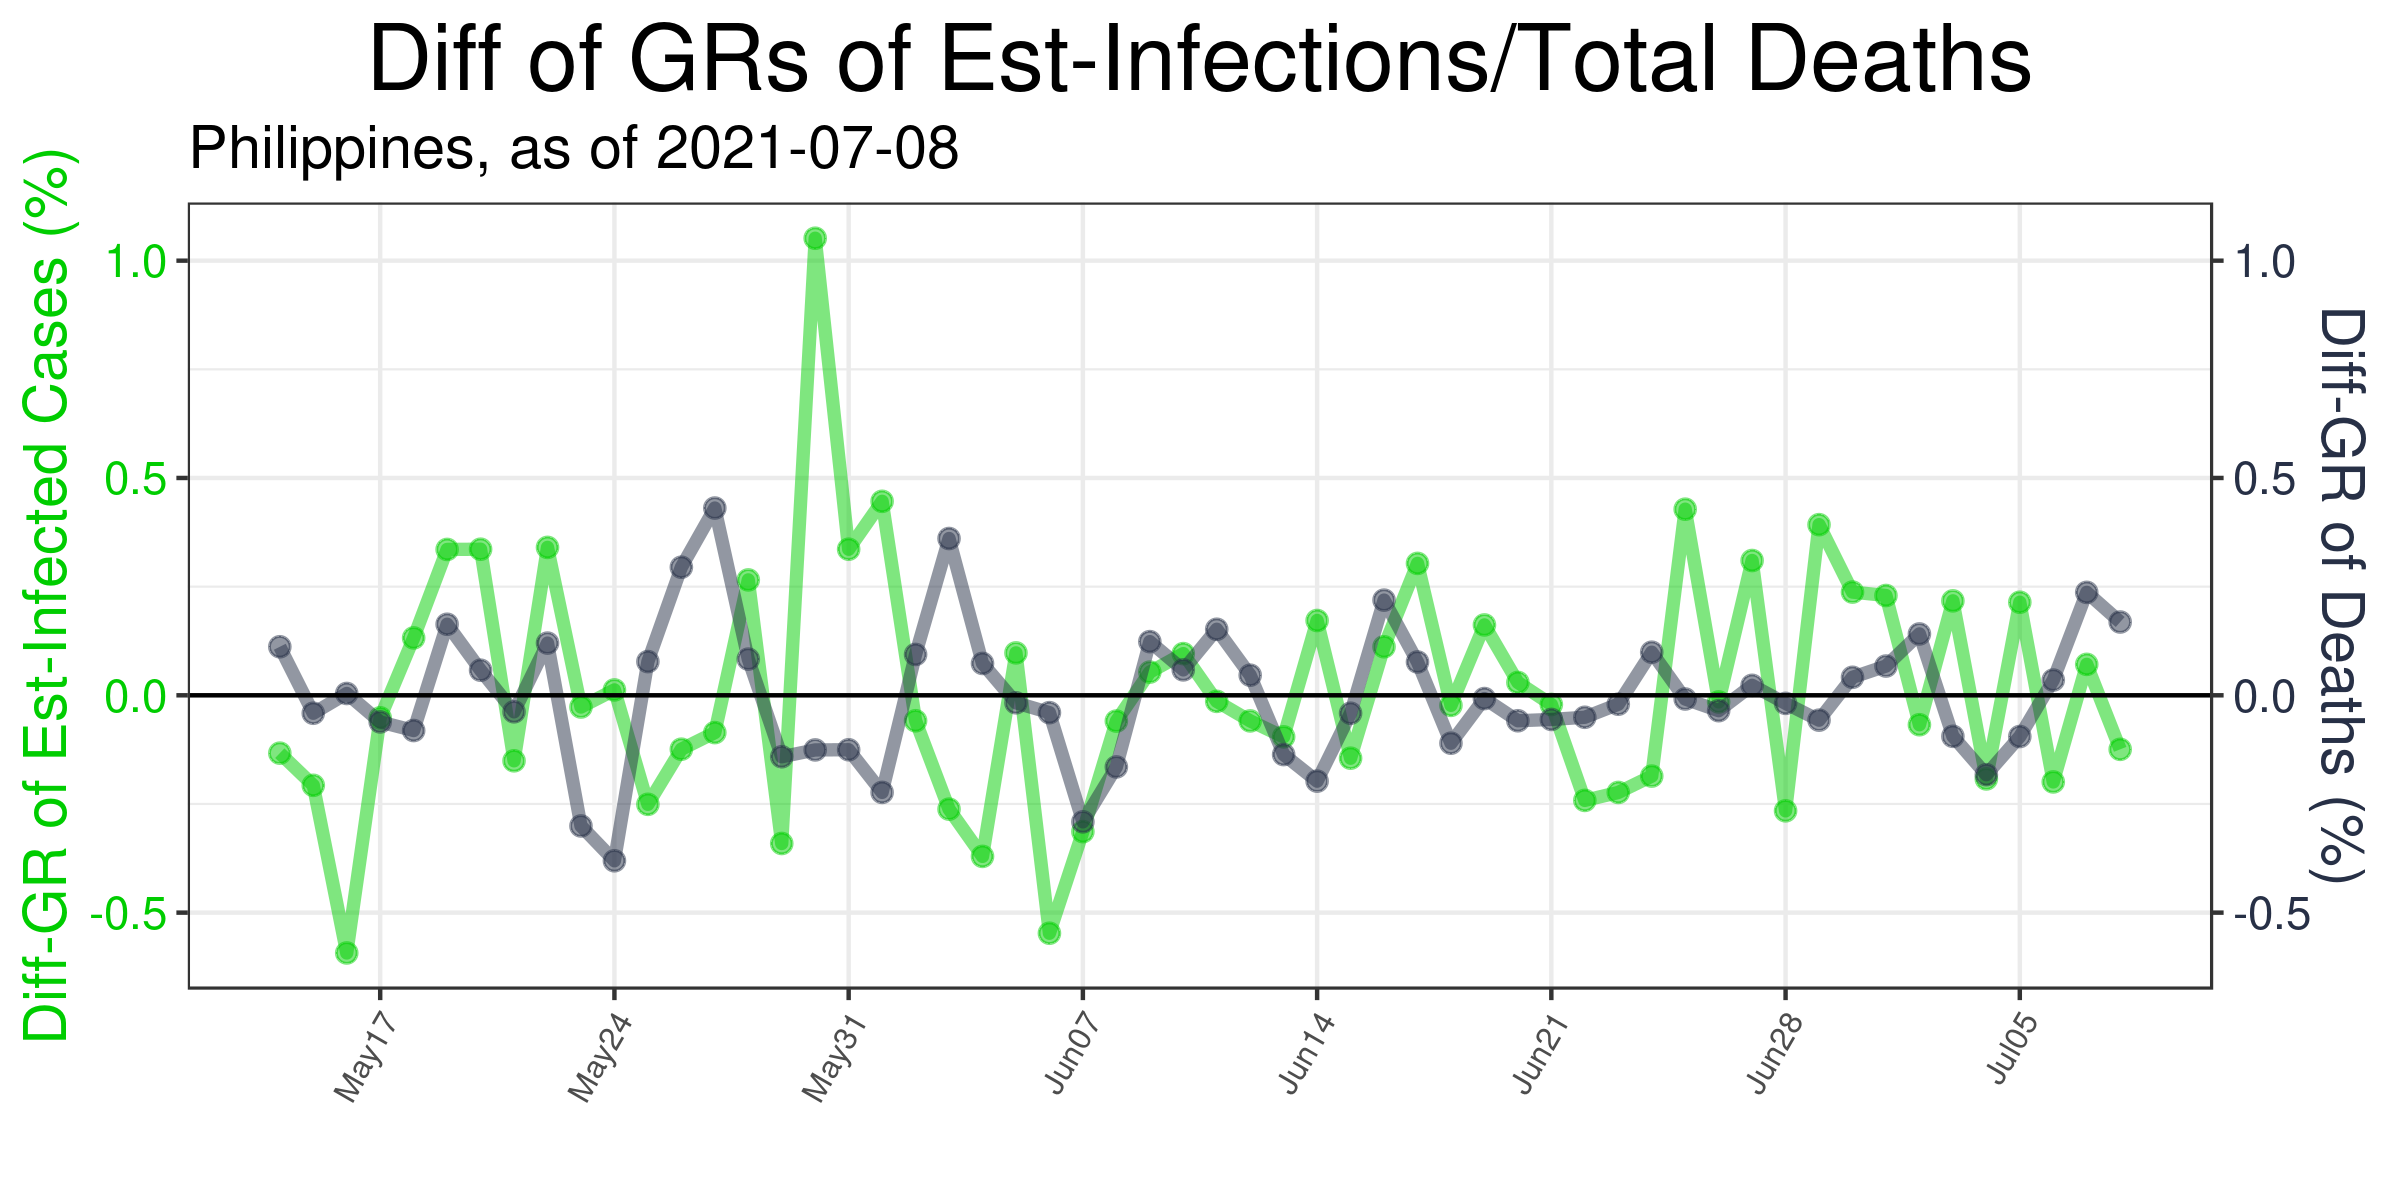 Diff of GRs of Est-Infections/Total Deaths
Philippines, as of 2021-07-08
Diff-GR of Est-Infected Cases (%)
1.0
0.5
0.0
-0.5
1.0
0.5
0.0
-0.5
Diff-GR of Deaths (%)
May17
May24
May31
Jun07
Jun14
Jun21
Jun28
Jul05